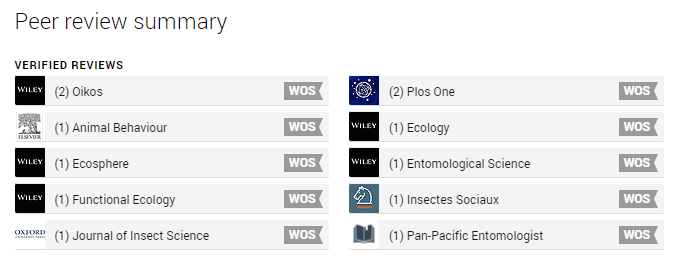 Peer review summary
VERIFIED REVIEWS
WILEY (2) Oikos WOS
(2) Plos One WOS
ELSEVIER (1) Animal Behaviour WOS
WILEY (1) Ecology WOS
WILEY (1) Ecosphere WOS
WILEY (1) Entomological Science WOS
WILEY (1) Functional Ecology WOS
(1) Insectes Sociaux WOS
OXFORD UNIVERSITY PRESS (1) Journal of Insect Science WOS
(1) Pan-Pacific Entomologist WOS